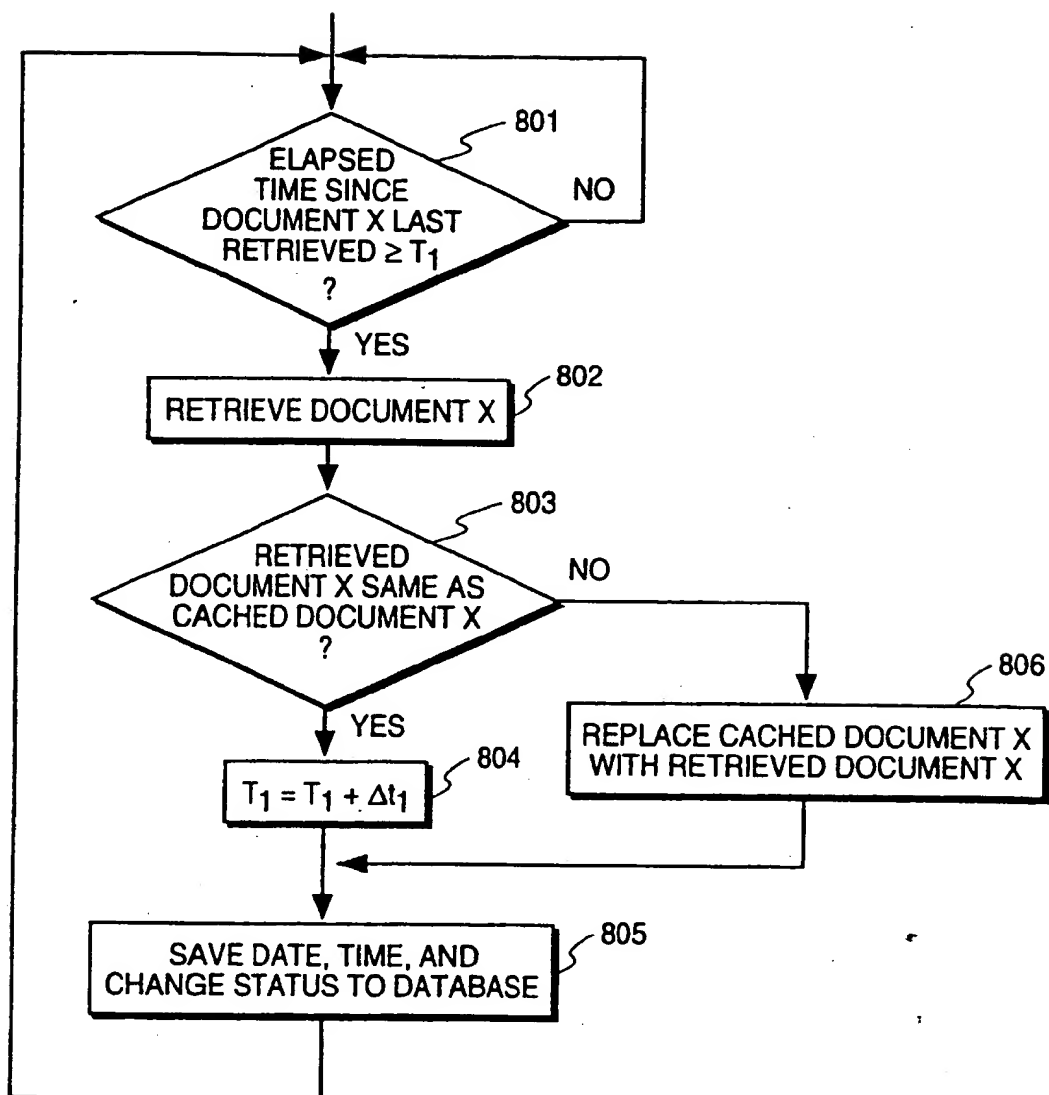 801
ELAPSED
TIME SINCE
DOCUMENT X LAST
RETRIEVED ≥ T₁
?
NO
YES
802
RETRIEVE DOCUMENT X
803
RETRIEVED
DOCUMENT X SAME AS
CACHED DOCUMENT X
?
NO
YES
804
T₁ = T₁ + Δt₁
806
REPLACE CACHED DOCUMENT X
WITH RETRIEVED DOCUMENT X
805
SAVE DATE, TIME, AND
CHANGE STATUS TO DATABASE